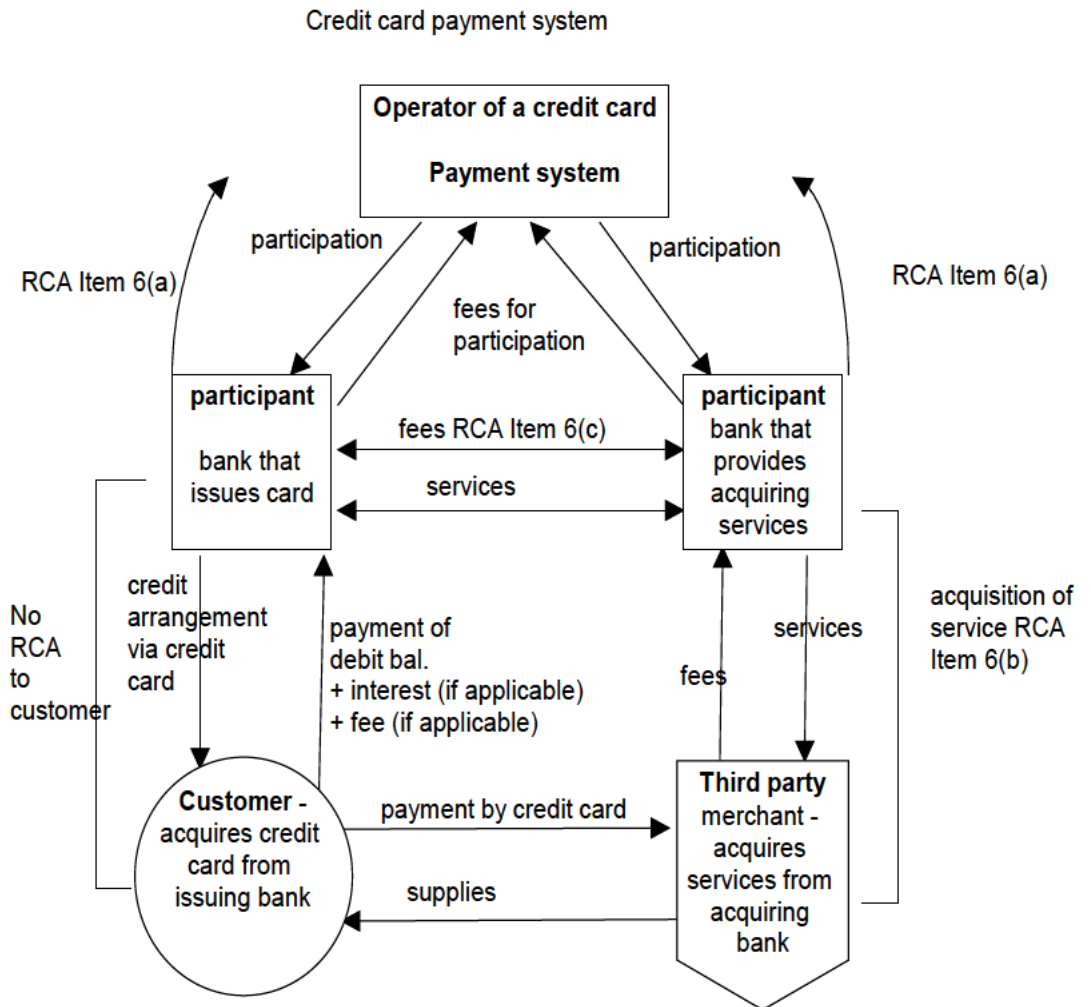 Credit card payment system
Operator of a credit card
Payment system
participation
participation
RCA Item 6(a)
RCA Item 6(a)
fees for
participation
participant
bank that
issues card
fees RCA Item 6(c)
services
participant
bank that
provides
acquiring
services
No
RCA
to
customer
credit
arrangement
via credit
card
payment of
debit bal.
+ interest (if applicable)
+ fee (if applicable)
fees
services
acquisition of
service RCA
Item 6(b)
Customer -
acquires credit
card from
issuing bank
payment by credit card
supplies
Third party
merchant -
acquires
services from
acquiring
bank